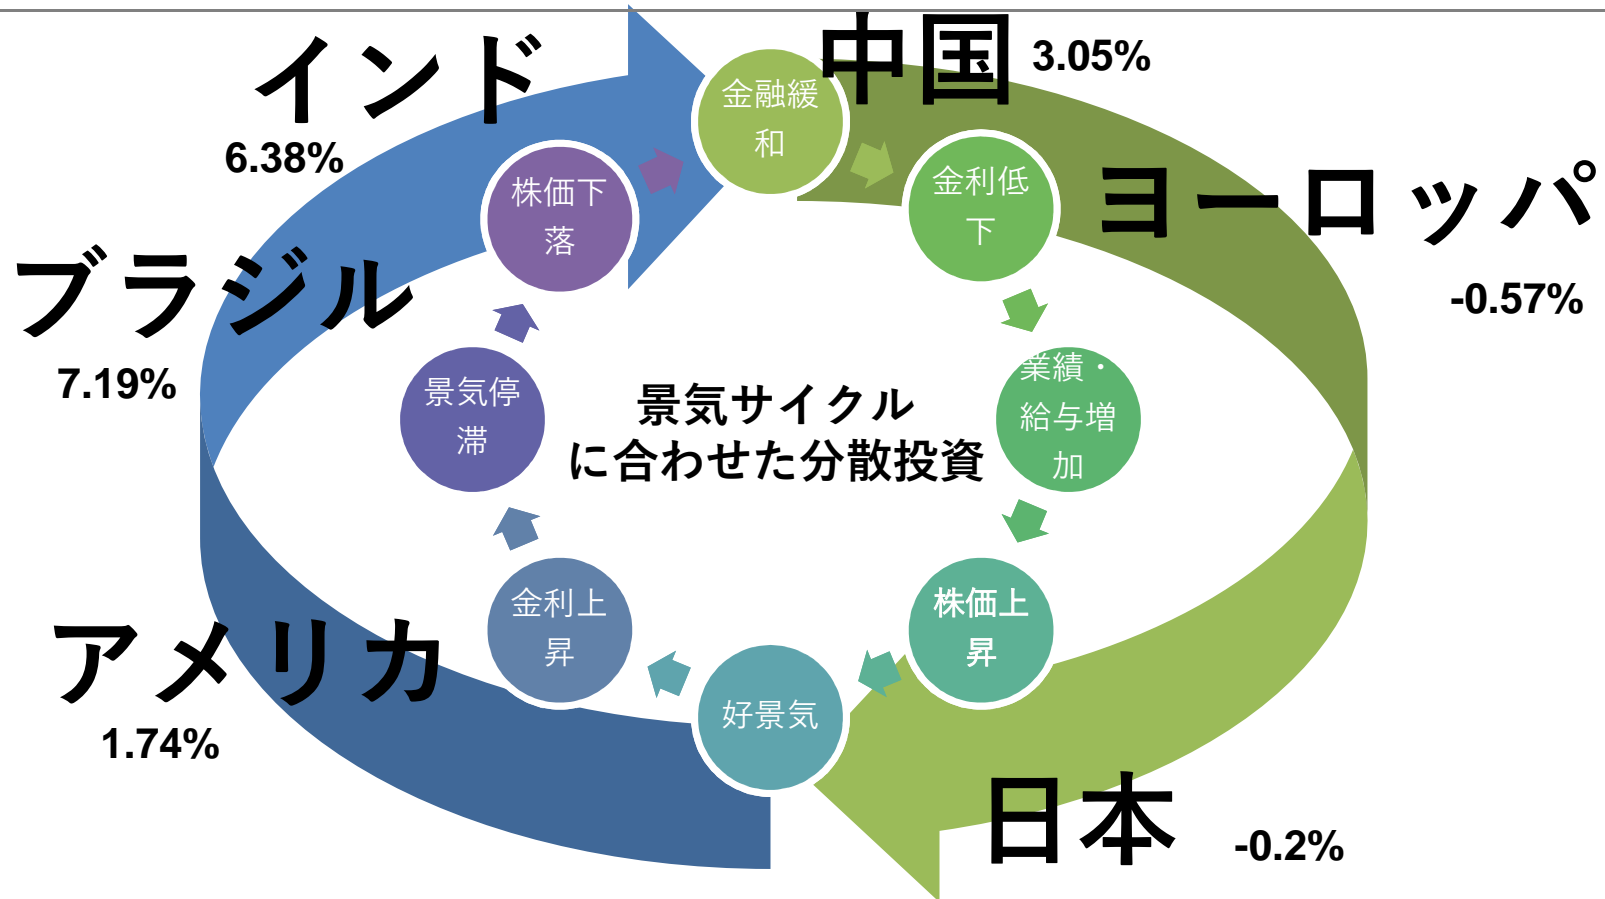 インド
6.38%
中国 3.05%
金融緩
和
株価下
落
金利低
下
ヨーロッパ
-0.57%
ブラジル
7.19%
景気停
滞
景気サイクル
に合わせた分散投資
業績・
給与増
加
アメリカ
1.74%
金利上
昇
株価上
昇
好景気
日本 -0.2%